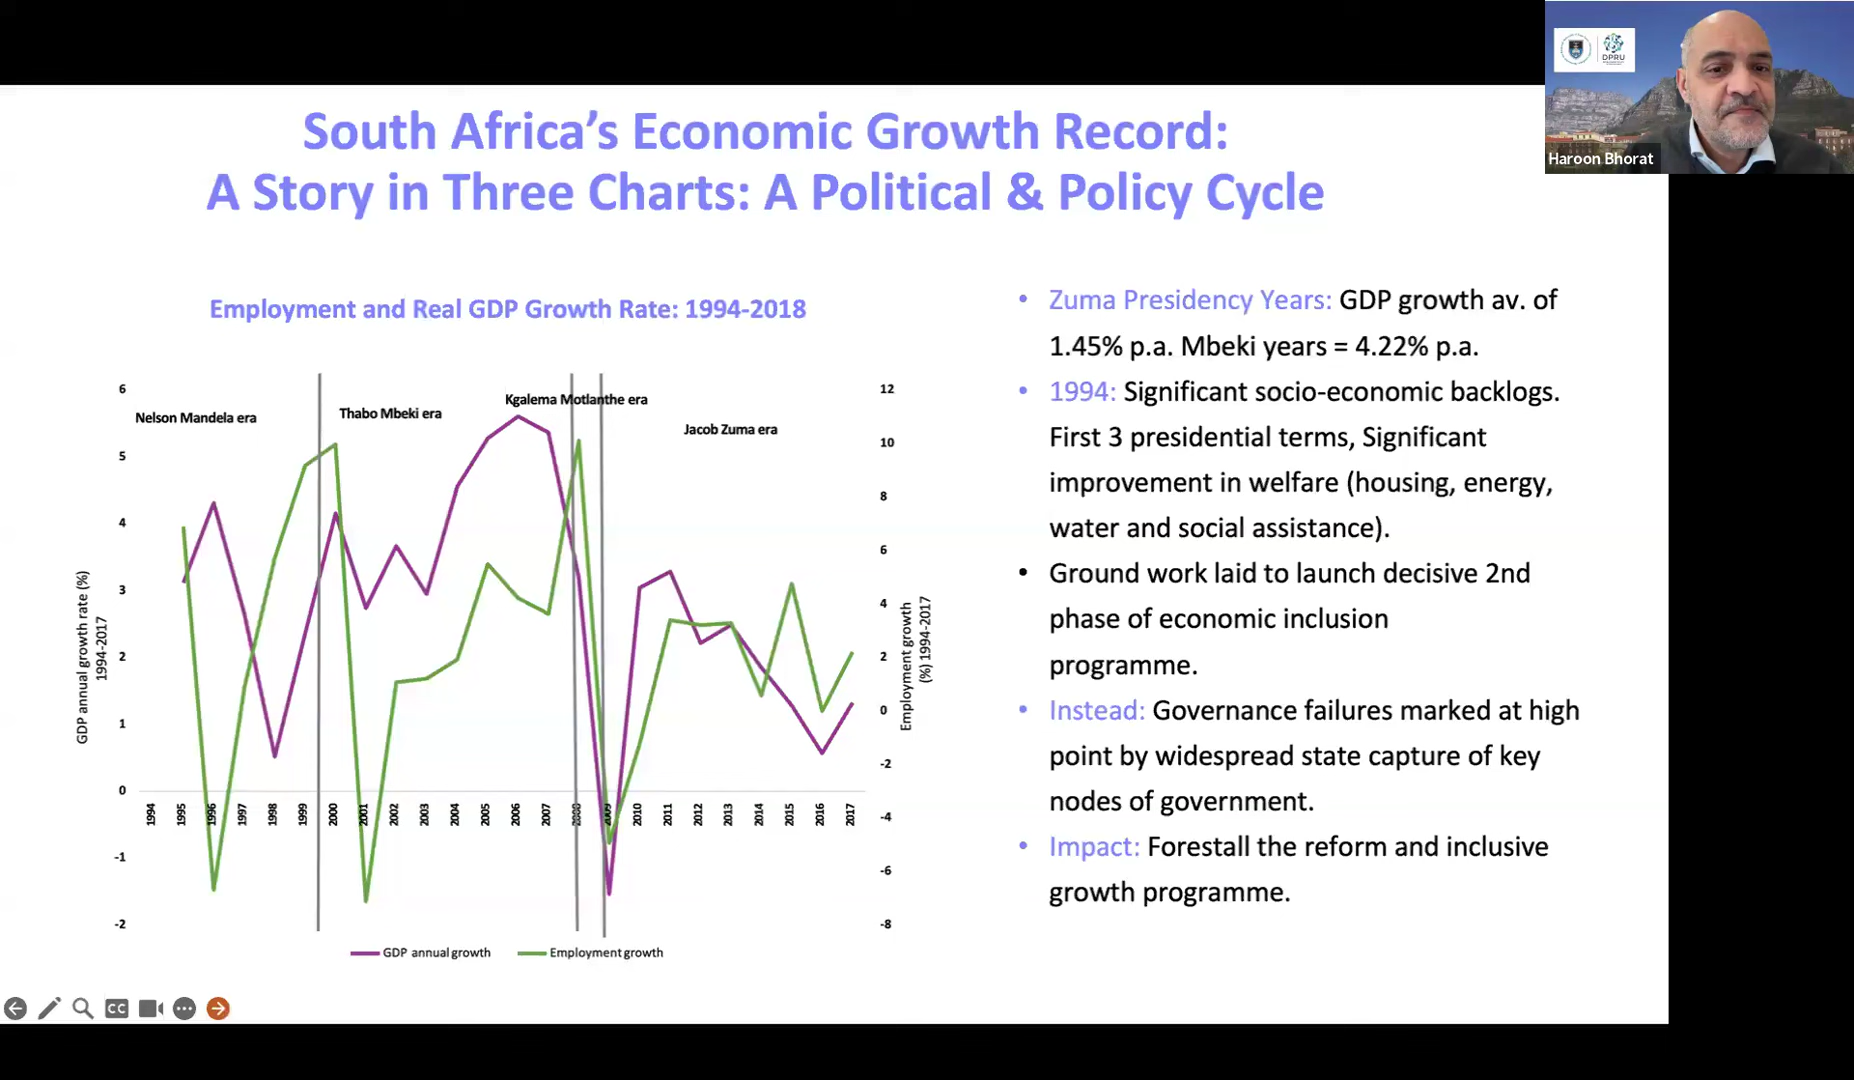 DPRU
Haroon Bhorat
South Africa's Economic Growth Record:
A Story in Three Charts: A Political & Policy Cycle
Employment and Real GDP Growth Rate: 1994-2018
Nelson Mandela era
Thabo Mbeki era
Kgalema Motlanthe era
Jacob Zuma era
GDP annual growth rate (%)
1994-2017
6
5
4
3
2
1
0
-1
-2
12
10
8
6
4
2
0
-2
-4
-6
-8
Employment growth
(%) 1994-2017
1994
1995
1996
1997
1998
1999
2000
2001
2002
2003
2004
2005
2006
2007
2008
2009
2010
2011
2012
2013
2014
2015
2016
2017
GDP annual growth
Employment growth
• Zuma Presidency Years: GDP growth av. of
1.45% p.a. Mbeki years = 4.22% p.a.
• 1994: Significant socio-economic backlogs.
First 3 presidential terms, Significant
improvement in welfare (housing, energy,
water and social assistance).
• Ground work laid to launch decisive 2nd
phase of economic inclusion
programme.
• Instead: Governance failures marked at high
point by widespread state capture of key
nodes of government.
• Impact: Forestall the reform and inclusive
growth programme.
CC